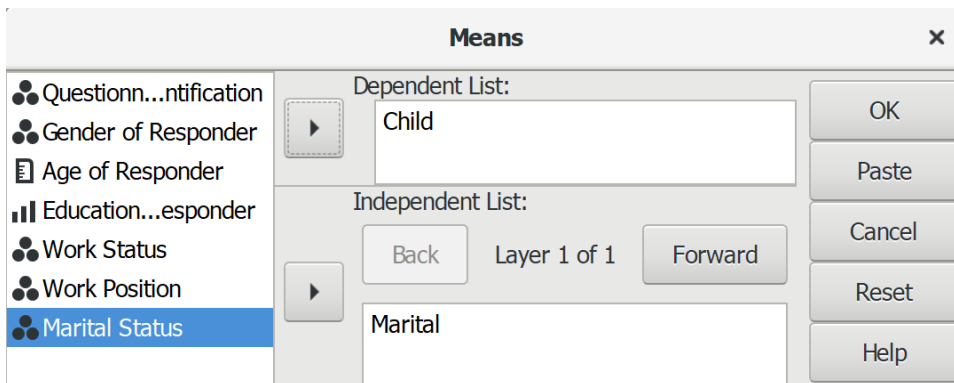 Means
Questionn...ntification
Gender of Responder
Age of Responder
Education...esponder
Work Status
Work Position
Marital Status
Dependent List:
Child
Independent List:
Back
Layer 1 of 1
Forward
Marital
OK
Paste
Cancel
Reset
Help